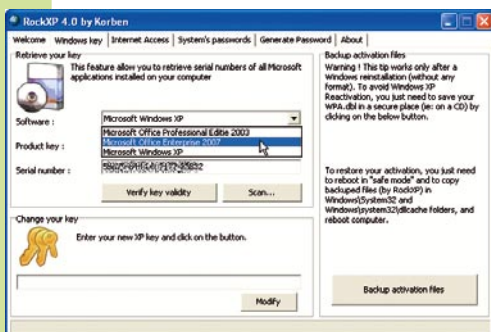 RockXP 4.0 by Korben
Welcome Windows key Internet Access System's passwords Generate Password About
Retrieve your key
This feature allow you to retrieve serial numbers of all Microsoft
applications installed on your computer
Software :
Microsoft Windows XP
Microsoft Office Professional Editie 2003
Microsoft Office Enterprise 2007
Microsoft Windows XP
Product key :
Serial number :
Verify key validity
Scan...
Change your key
Enter your new XP key and click on the button.
Modify
Backup activation files
Warning ! This tip works only after a
Windows reinstallation (without any
format). To avoid Windows XP
Reactivation, you just need to save your
WPA.dbl in a secure place (ie: on a CD) by
clicking on the below button.
To restore your activation, you just need
to reboot in "safe mode" and to copy
backuped files (by RockXP) in
Windows\System32 and
Windows\system32\dllcache folders, and
reboot computer.
Backup activation files